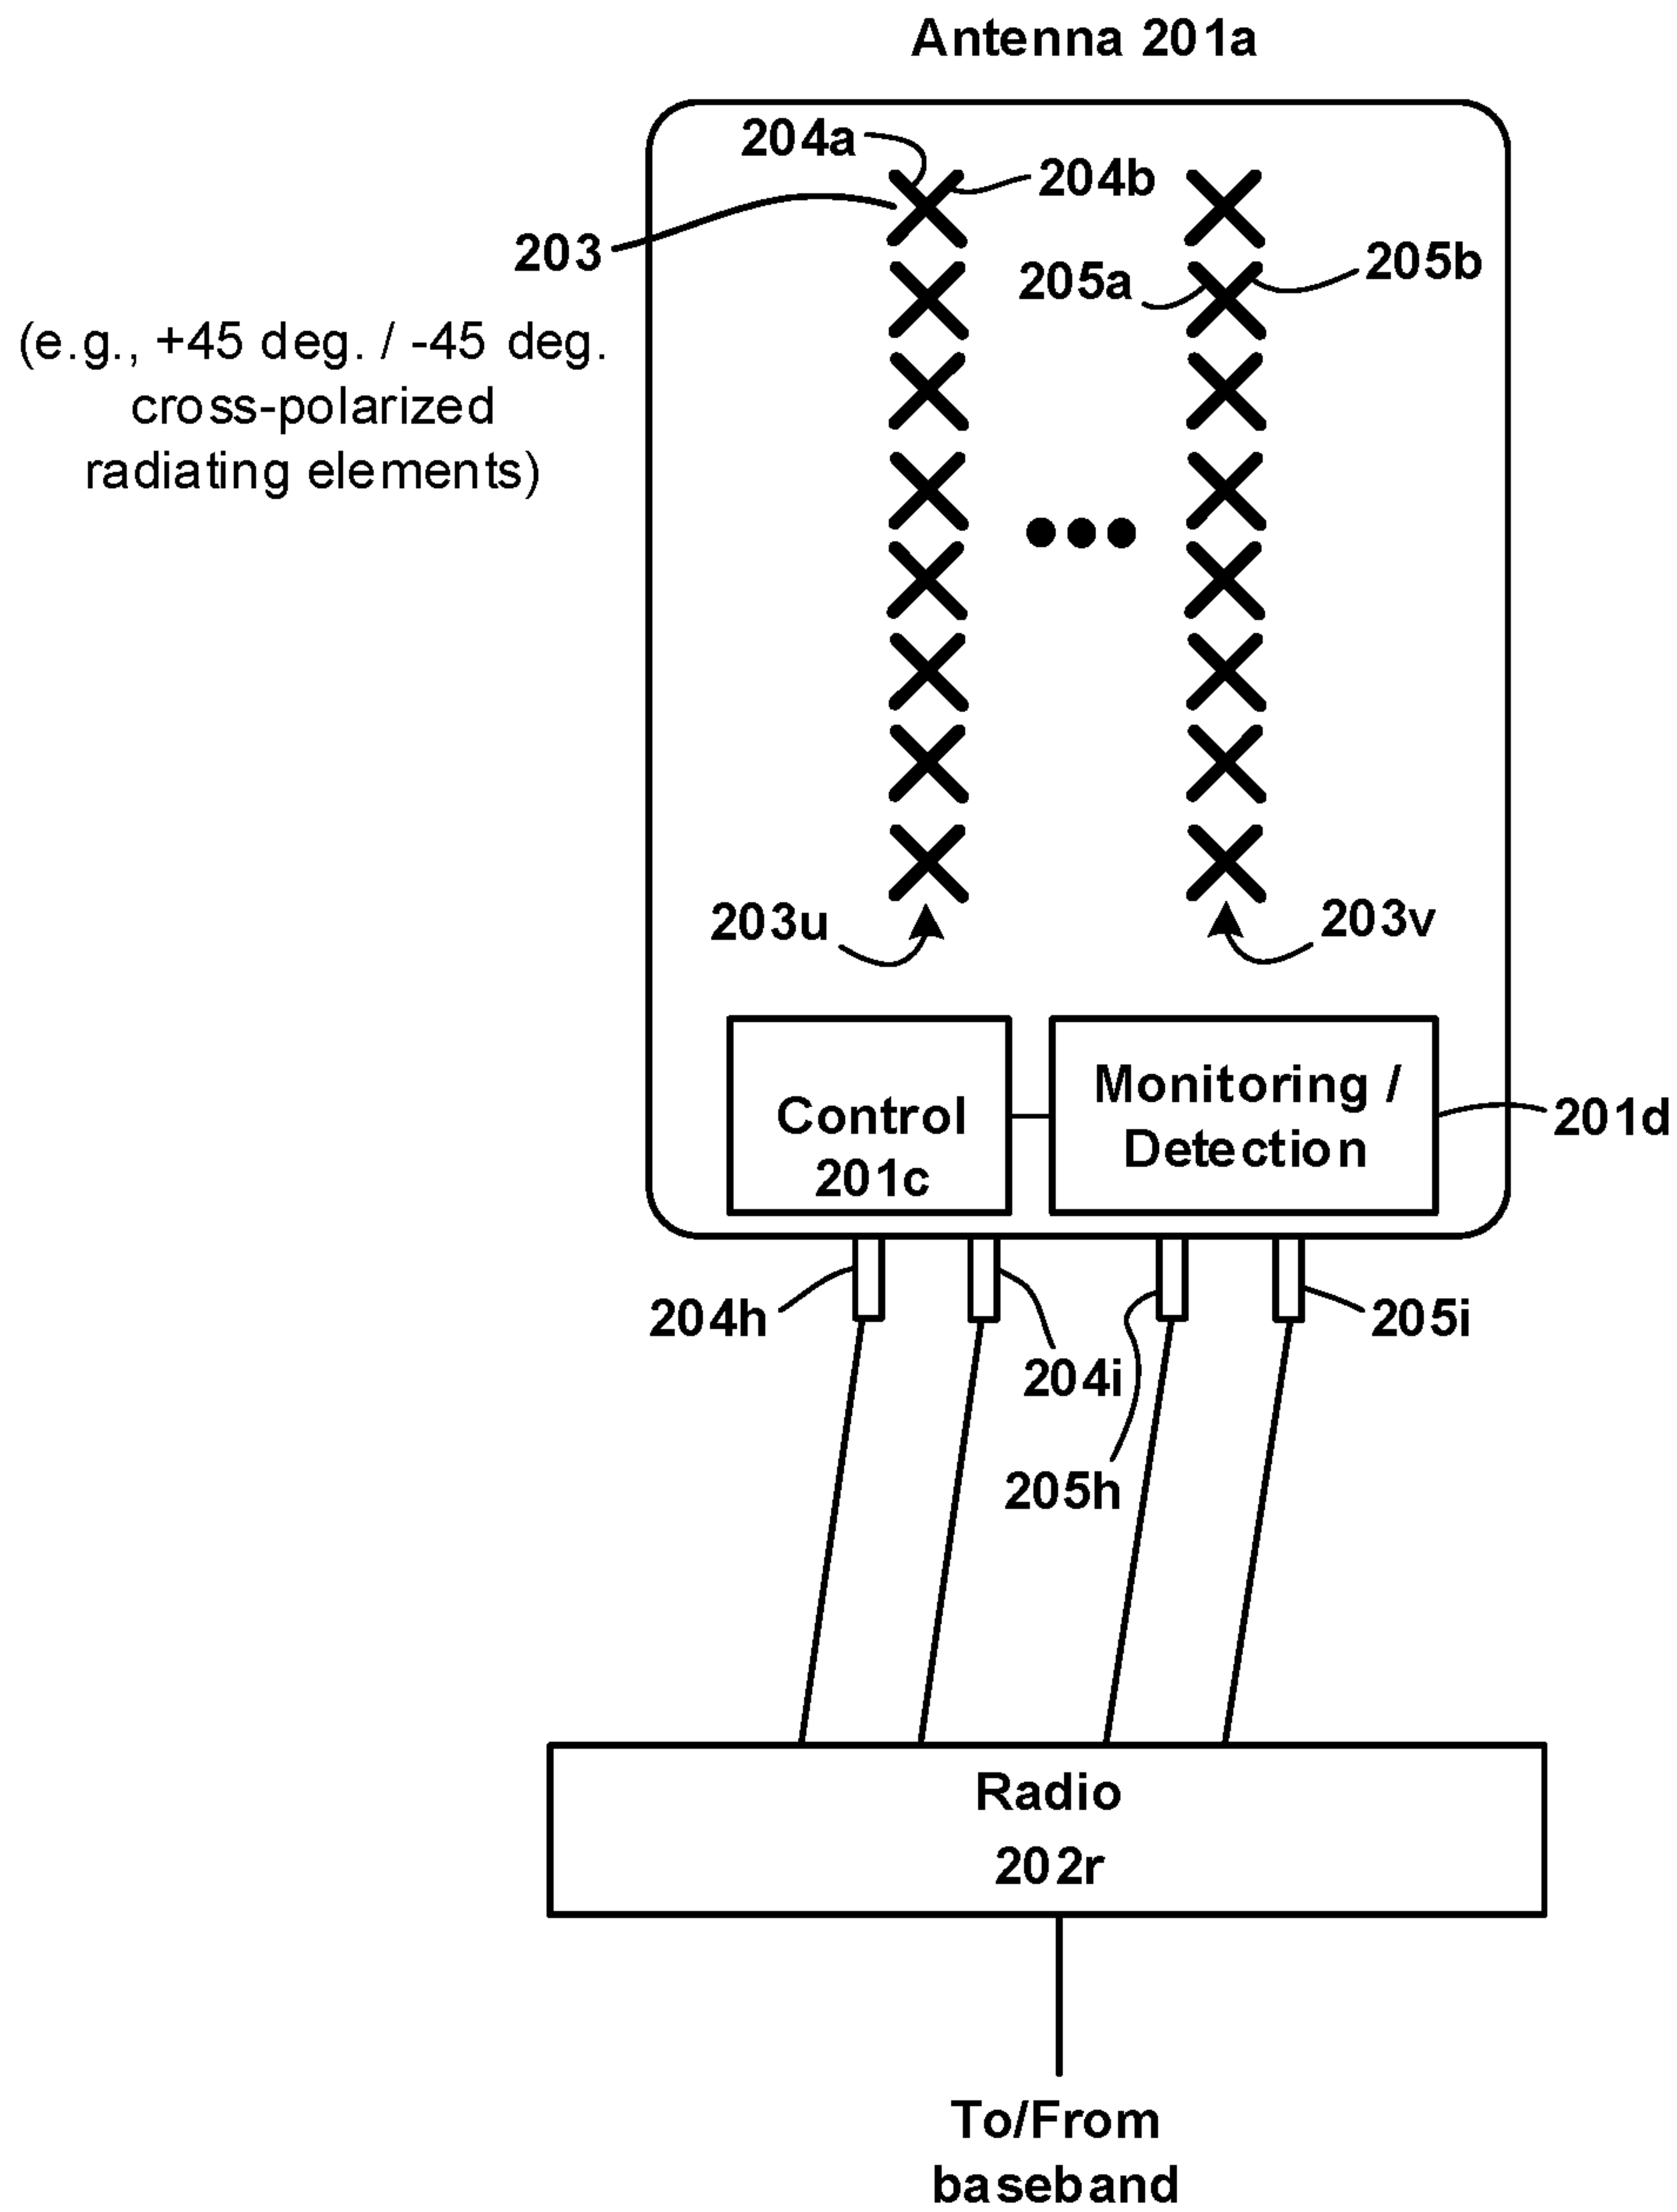 Antenna 201a
204a
204b
203
205a
205b
(e.g., +45 deg. / -45 deg.
cross-polarized
radiating elements)
203u
203v
Control
201c
Monitoring /
Detection
201d
204h
204i
205h
205i
Radio
202r
To/From
baseband